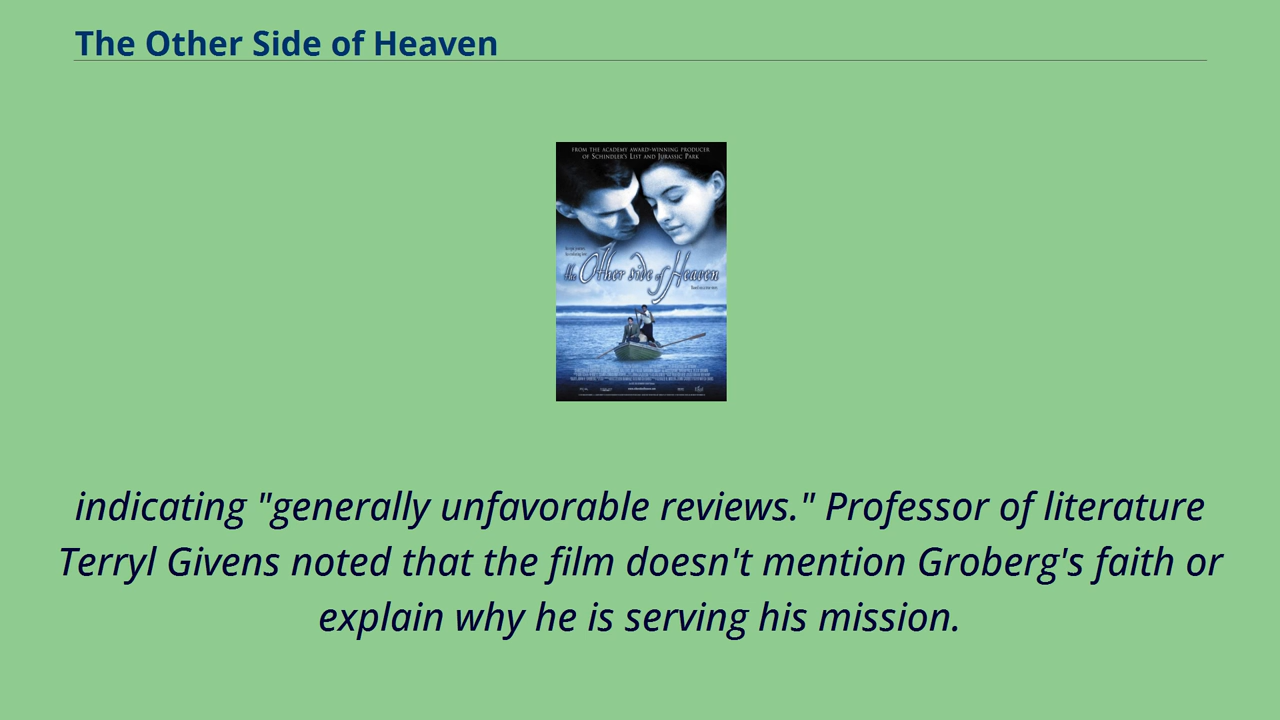 The Other Side of Heaven
FROM THE ACADEMY AWARD-WINNING PRODUCER
OF SCHINDLER'S LIST AND JURASSIC PARK
the Other side of Heaven
indicating "generally unfavorable reviews." Professor of literature
Terryl Givens noted that the film doesn't mention Groberg's faith or
explain why he is serving his mission.